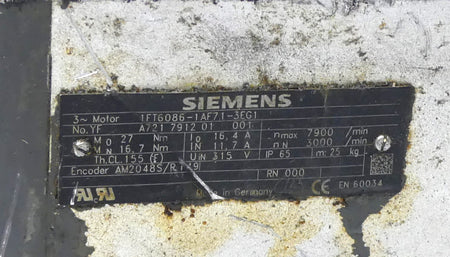 SIEMENS
3~ Motor 1FT6086-1AF71-3EG1
No. YF A721 7912 01 001
M0 27 Nm I0 16,4 A nmax 7900 /min
MN 16,7 Nm IN 11,7 A nN 3000 /min
Th.Cl. 155 (F) UIN 315 V IP 65 m: 25 kg
Encoder AM2048S/R RN 000
Made in Germany CE EN 60034